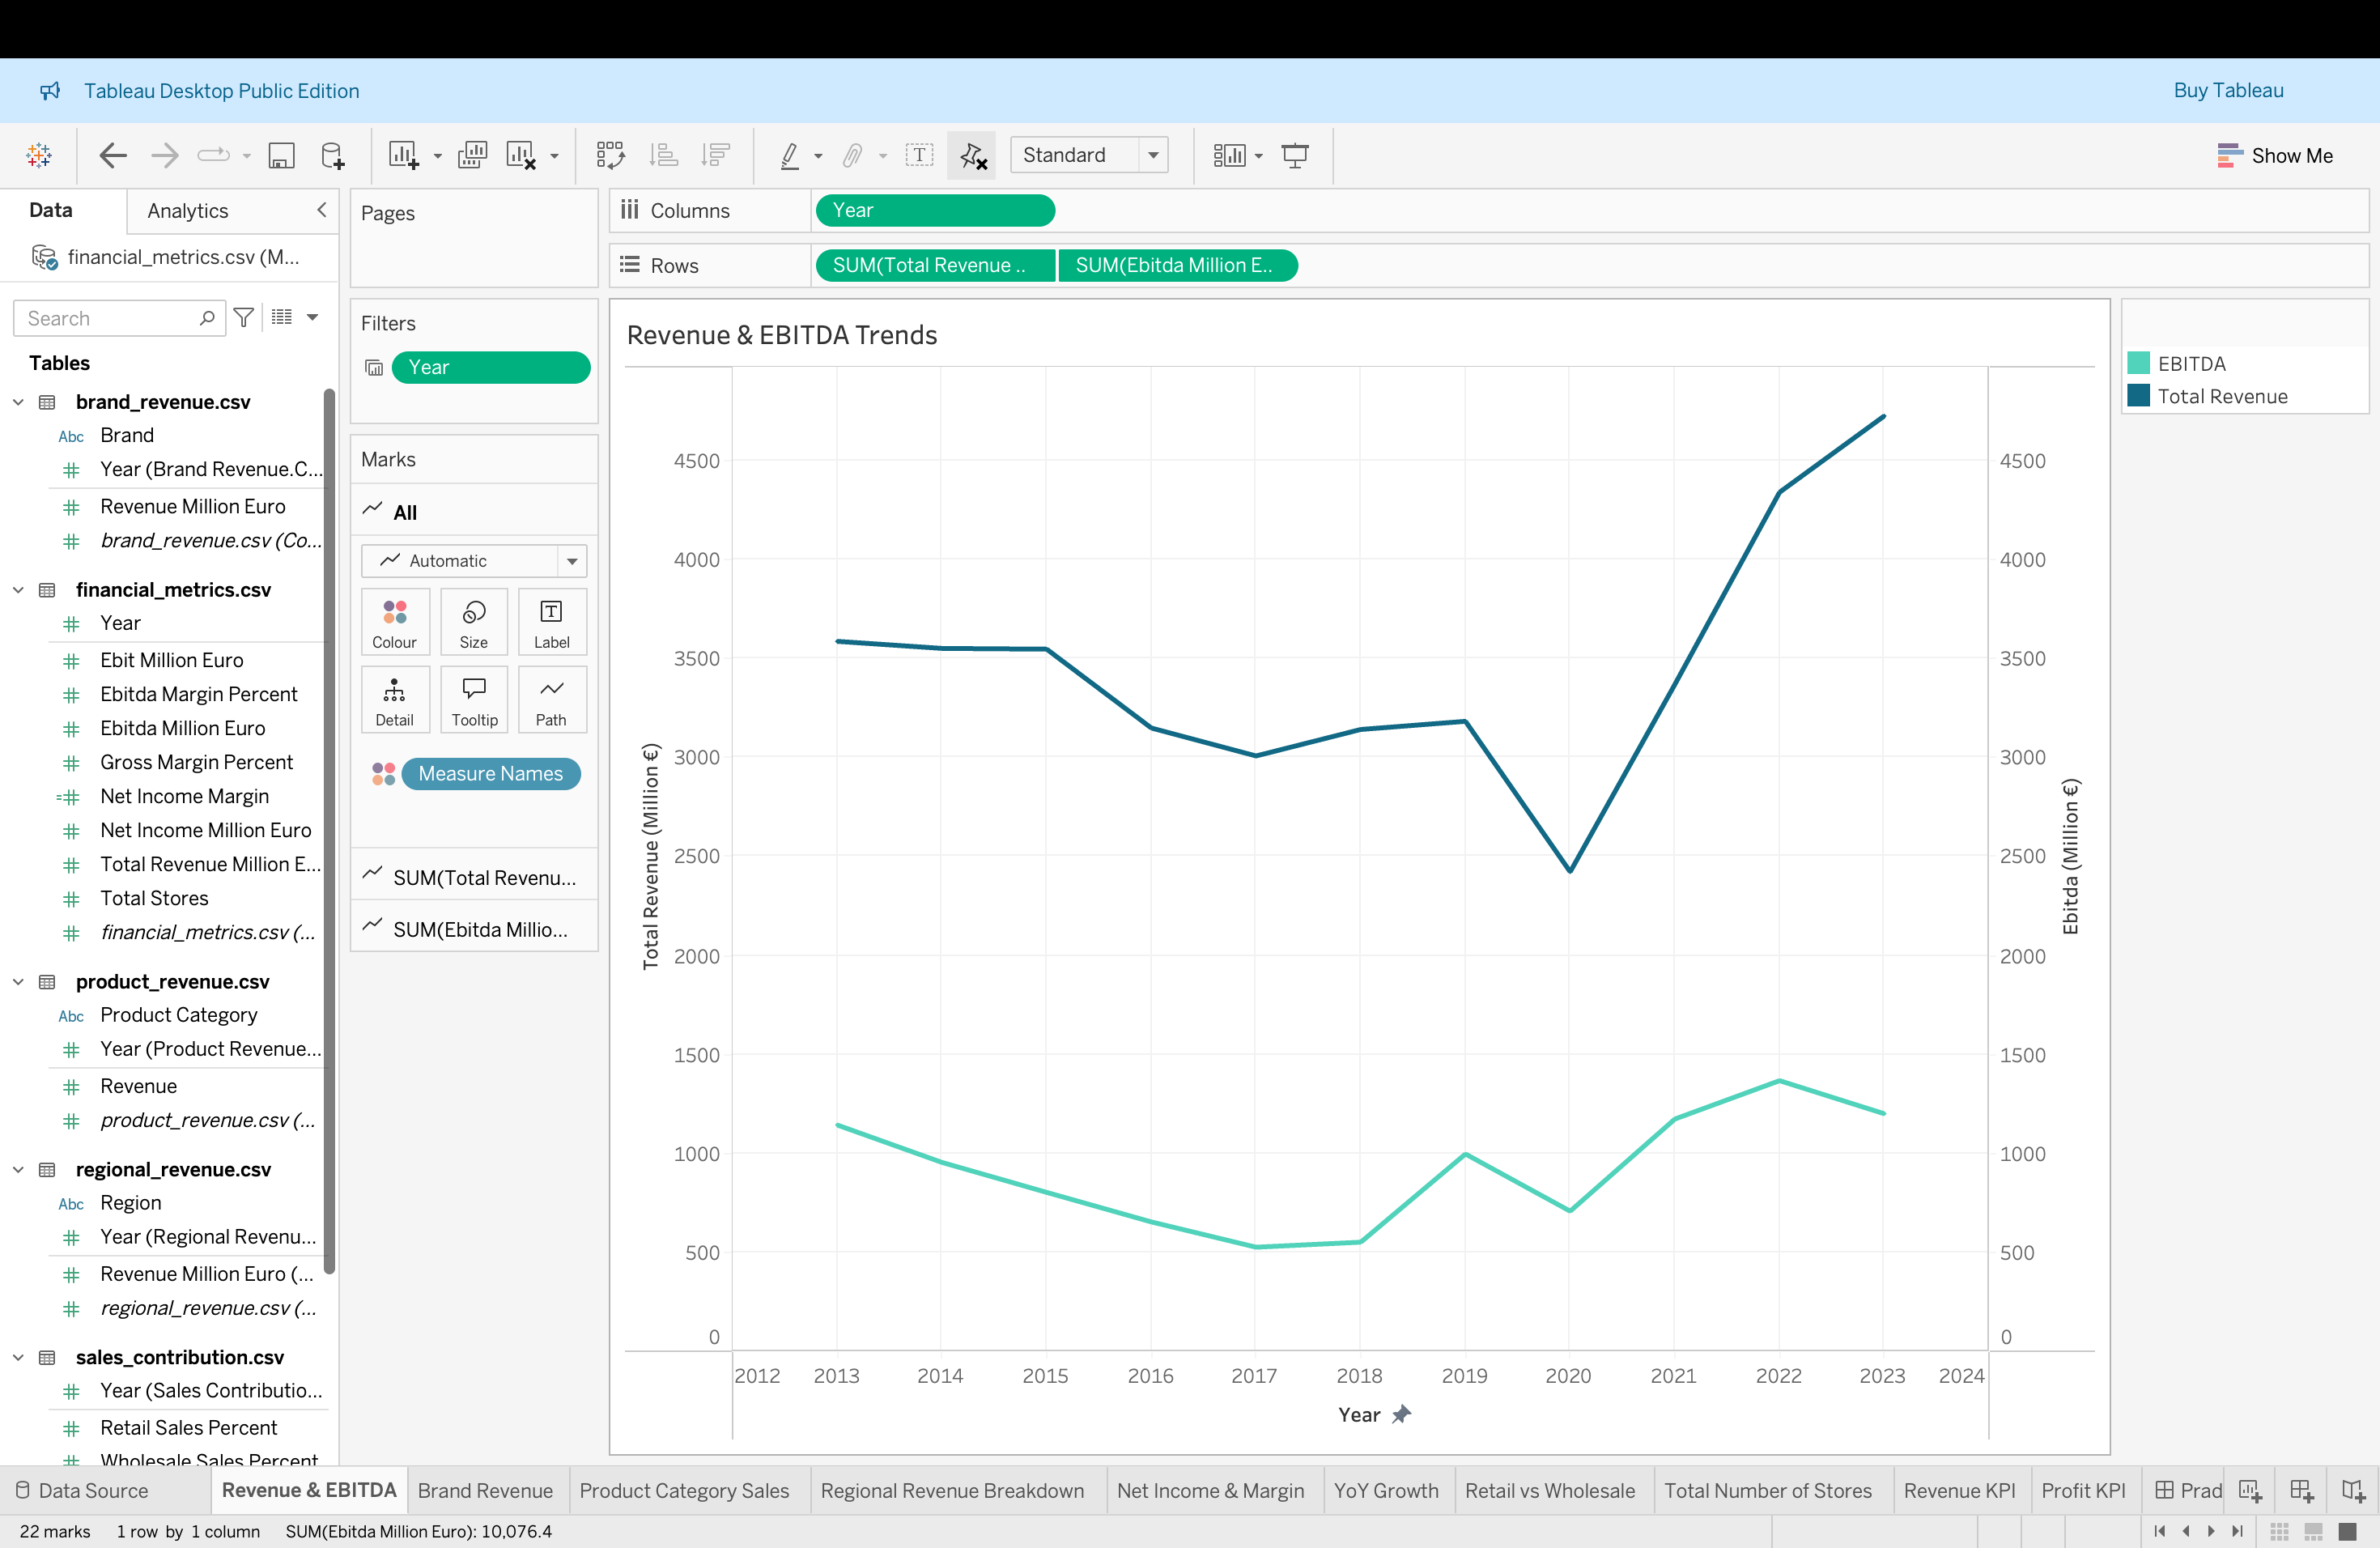 Tableau Desktop Public Edition
Buy Tableau
Standard
Show Me
Data
Analytics
financial_metrics.csv (M...
Search
Tables
brand_revenue.csv
Abc Brand
Year (Brand Revenue.C...
Revenue Million Euro
brand_revenue.csv (Co...
financial_metrics.csv
Year
Ebit Million Euro
Ebitda Margin Percent
Ebitda Million Euro
Gross Margin Percent
Net Income Margin
Net Income Million Euro
Total Revenue Million E...
Total Stores
financial_metrics.csv (...
product_revenue.csv
Abc Product Category
Year (Product Revenue...
Revenue
product_revenue.csv (...
regional_revenue.csv
Abc Region
Year (Regional Revenu...
Revenue Million Euro (...
regional_revenue.csv (...
sales_contribution.csv
Year (Sales Contributio...
Retail Sales Percent
Wholesale Sales Percent
Pages
Filters
Year
Marks
All
Automatic
Colour Size Label
Detail Tooltip Path
Measure Names
SUM(Total Revenu...
SUM(Ebitda Millio...
Columns
Year
Rows
SUM(Total Revenue .. SUM(Ebitda Million E..
Revenue & EBITDA Trends
Total Revenue (Million €)
4500
4000
3500
3000
2500
2000
1500
1000
500
0
4500
4000
3500
3000
2500
2000
1500
1000
500
0
Ebitda (Million €)
2012 2013 2014 2015 2016 2017 2018 2019 2020 2021 2022 2023 2024
Year
EBITDA
Total Revenue
Data Source Revenue & EBITDA Brand Revenue Product Category Sales Regional Revenue Breakdown Net Income & Margin YoY Growth Retail vs Wholesale Total Number of Stores Revenue KPI Profit KPI Prad
22 marks 1 row by 1 column SUM(Ebitda Million Euro): 10,076.4